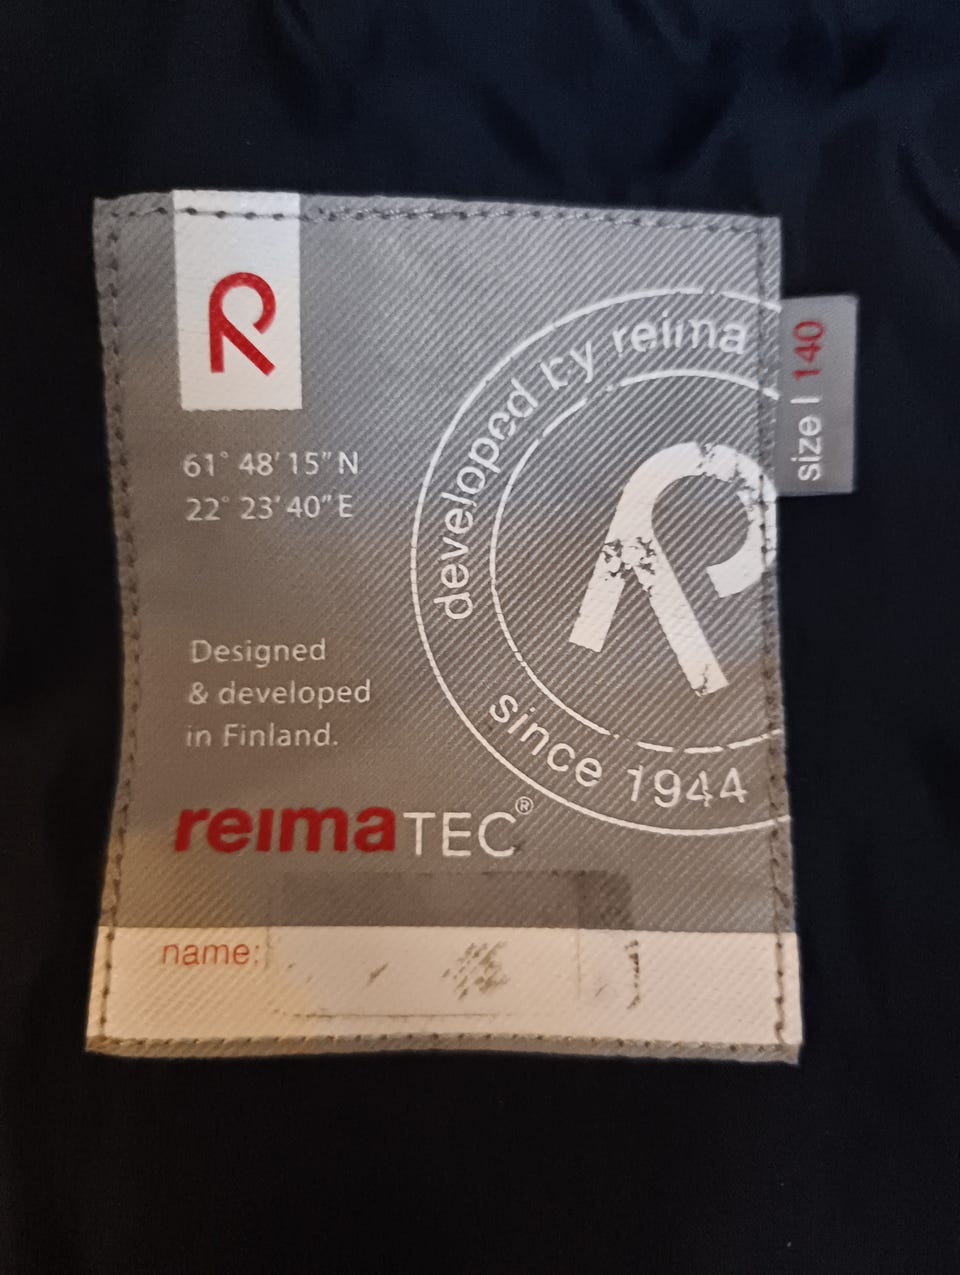 R
61° 48' 15" N
22° 23' 40" E
developed by reima
R
since 1944
size | 140
Designed
& developed
in Finland.
reimaTEC®
name: